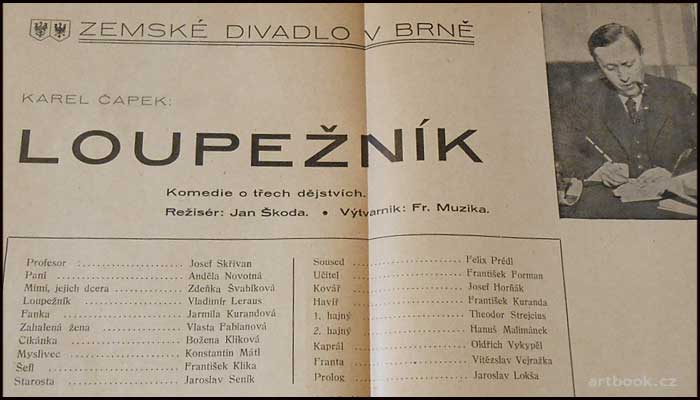 ZEMSKÉ DIVADLO V BRNĚ
KAREL ČAPEK:
LOUPEŽNÍK
Komedie o třech dějstvích.
Režisér: Jan Škoda. • Výtvarník: Fr. Muzika.
Profesor Josef Skřivan
Paní Anděla Novotná
Mimi, jejich dcera Zdeňka Švabíková
Loupežník Vladimír Leraus
Fanka Jarmila Kurandová
Zahalená žena Vlasta Fabianová
Cikánka Božena Klíková
Myslivec Konstantin Mátl
Šefl František Klika
Starosta Jaroslav Seník
Soused Felix Prédl
Učitel František Forman
Kovář Josef Horňák
Havíř František Kuranda
1. hajný Theodor Strejcius
2. hajný Hanuš Malimánek
Kaprál Oldřich Vykypěl
Franta Vítězslav Vejražka
Prolog Jaroslav Lokša
artbook.cz